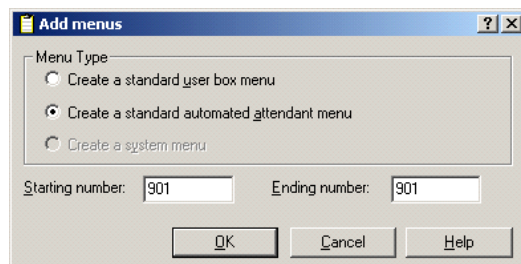 Add menus
Menu Type
Create a standard user box menu
Create a standard automated attendant menu
Create a system menu
Starting number: 901 Ending number: 901
OK Cancel Help